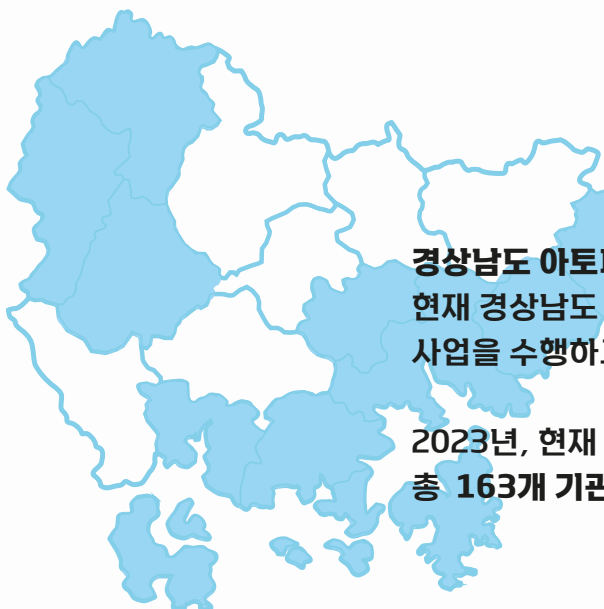 경상남도 아토
현재 경상남도
사업을 수행하
2023년, 현재
총 163개 기관